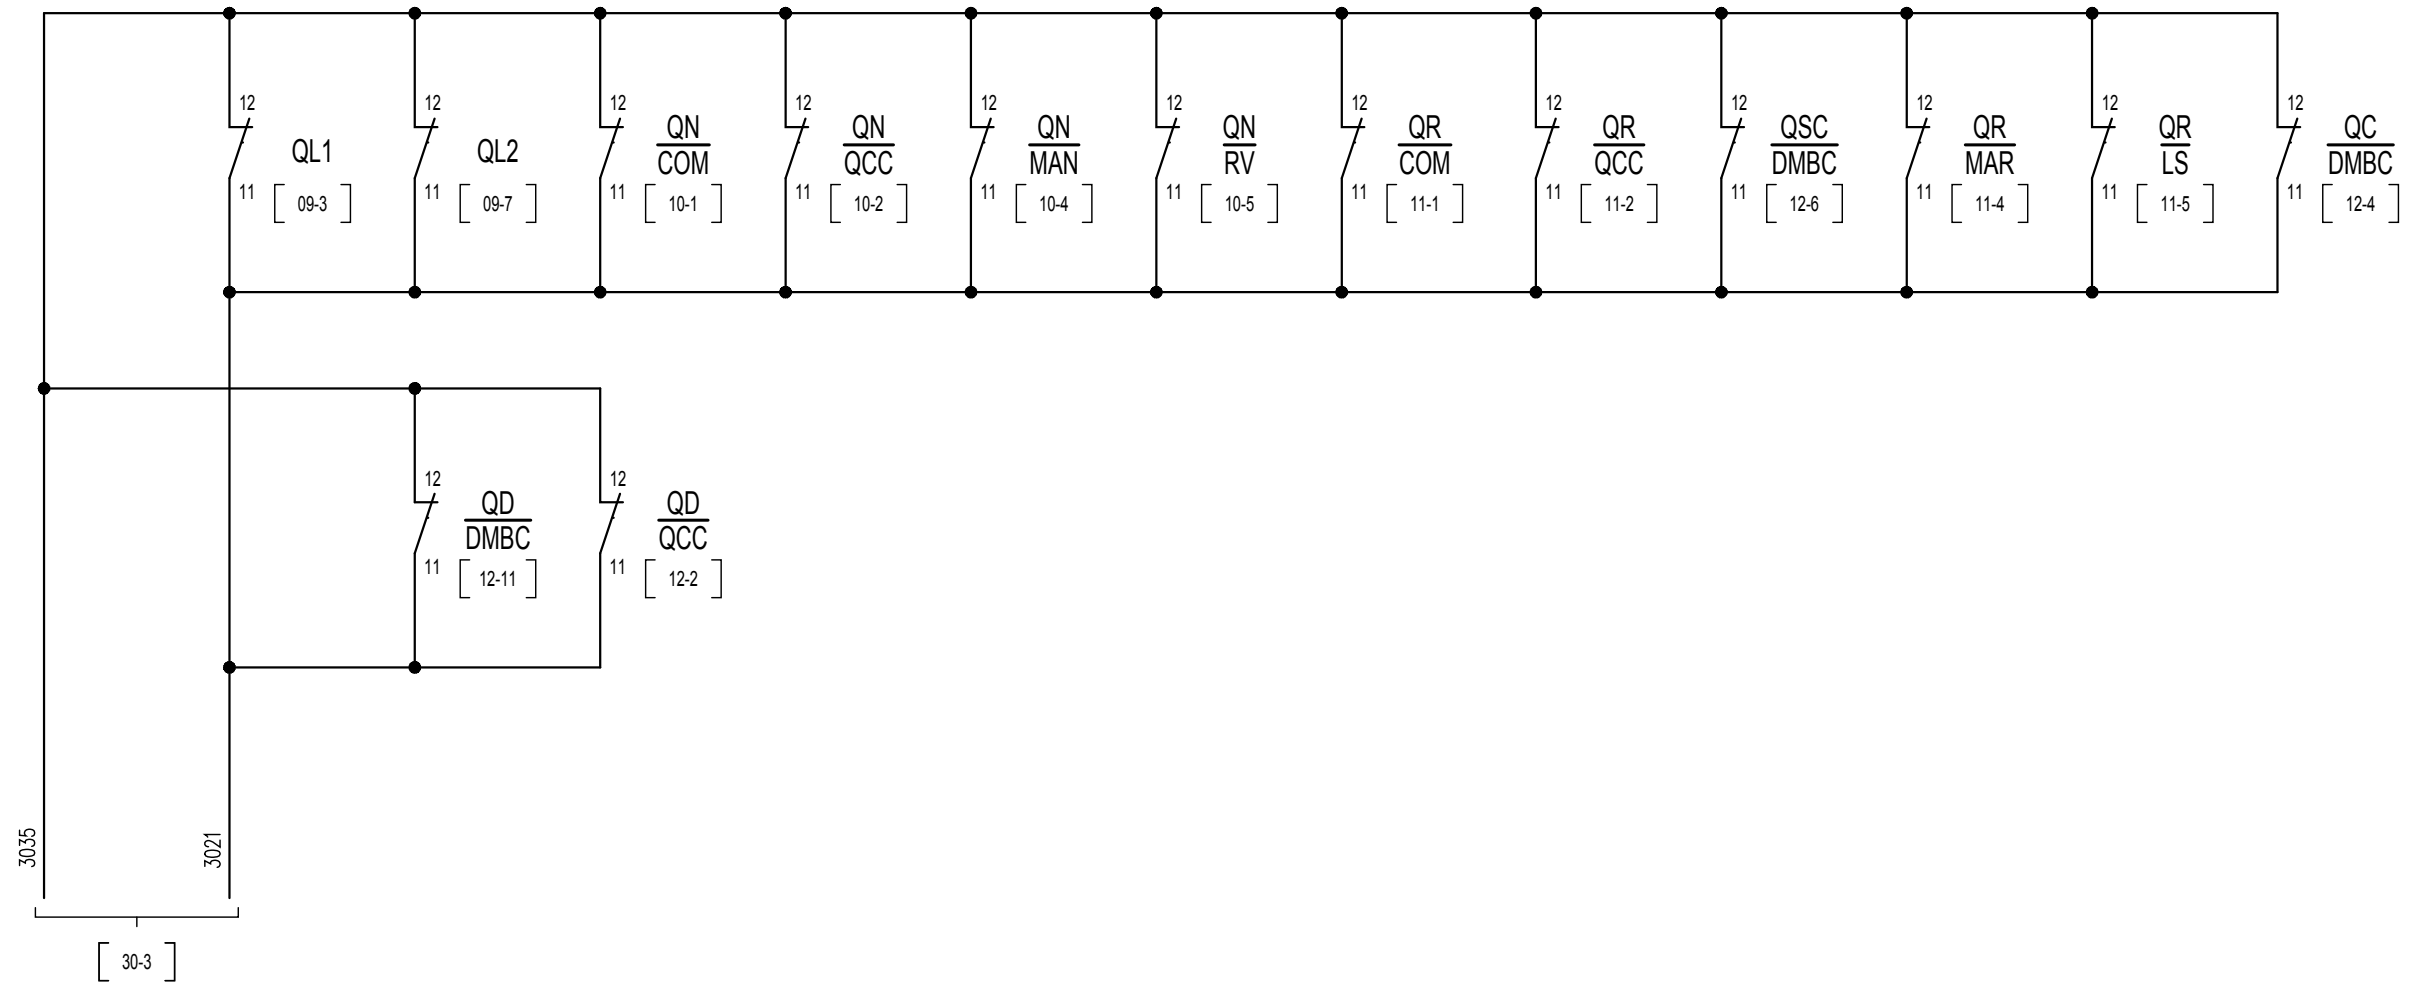 12 12 12 12 12 12 12 12 12 12 12 12
QL1 QL2 QN QN QN QN QR QR QSC QR QR QC
COM QCC MAN RV COM QCC DMBC MAR LS DMBC
11 11 11 11 11 11 11 11 11 11 11 11
09-3 09-7 10-1 10-2 10-4 10-5 11-1 11-2 12-6 11-4 11-5 12-4
12 12
QD QD
DMBC QCC
11 11
12-11 12-2
3035 3021
30-3